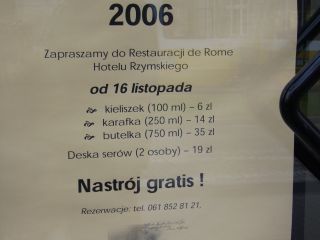 2006
Zapraszamy do Restauracji de Rome
Hotelu Rzymskiego
od 16 listopada
kieliszek (100 ml) – 6 zl
karafka (250 ml) – 14 zl
butelka (750 ml) – 35 zl
Deska serów (2 osoby) – 19 zl
Nastrój gratis !
Rezerwacje: tel. 061 852 81 21.